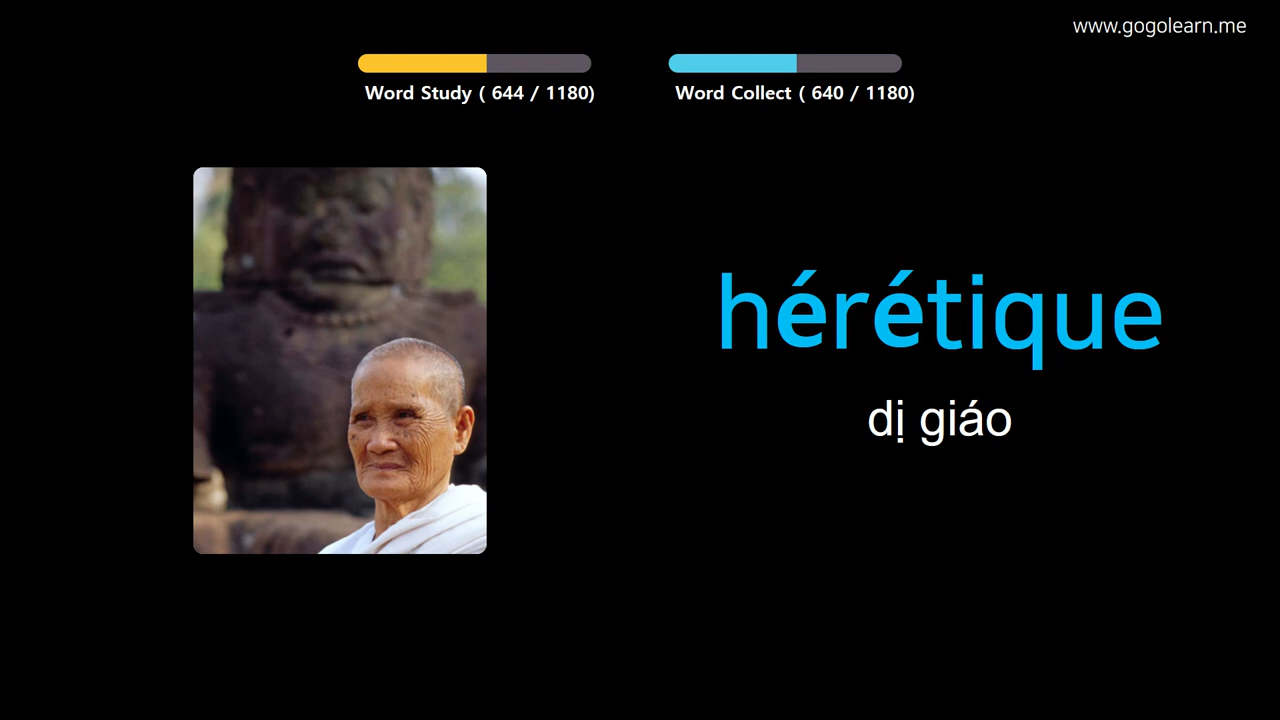 www.gogolearn.me
Word Study ( 644 / 1180)
Word Collect ( 640 / 1180)
hérétique
dị giáo